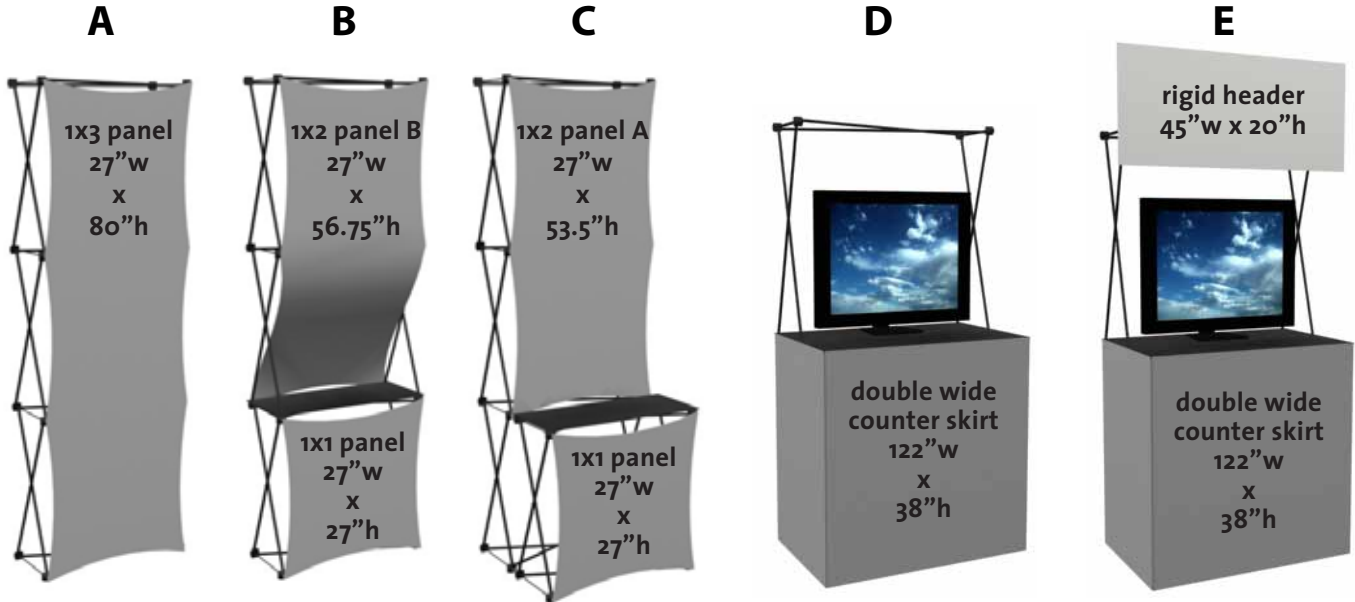 A
B
C
D
E
1x3 panel
27”w
x
80”h
1x2 panel B
27”w
x
56.75”h
1x1 panel
27”w
x
27”h
1x2 panel A
27”w
x
53.5”h
1x1 panel
27”w
x
27”h
double wide
counter skirt
122”w
x
38”h
rigid header
45”w x 20”h
double wide
counter skirt
122”w
x
38”h